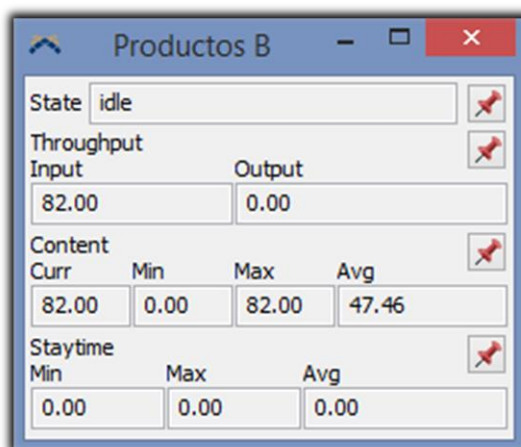 Productos B
State idle
Throughput
Input Output
82.00 0.00
Content
Curr Min Max Avg
82.00 0.00 82.00 47.46
Staytime
Min Max Avg
0.00 0.00 0.00